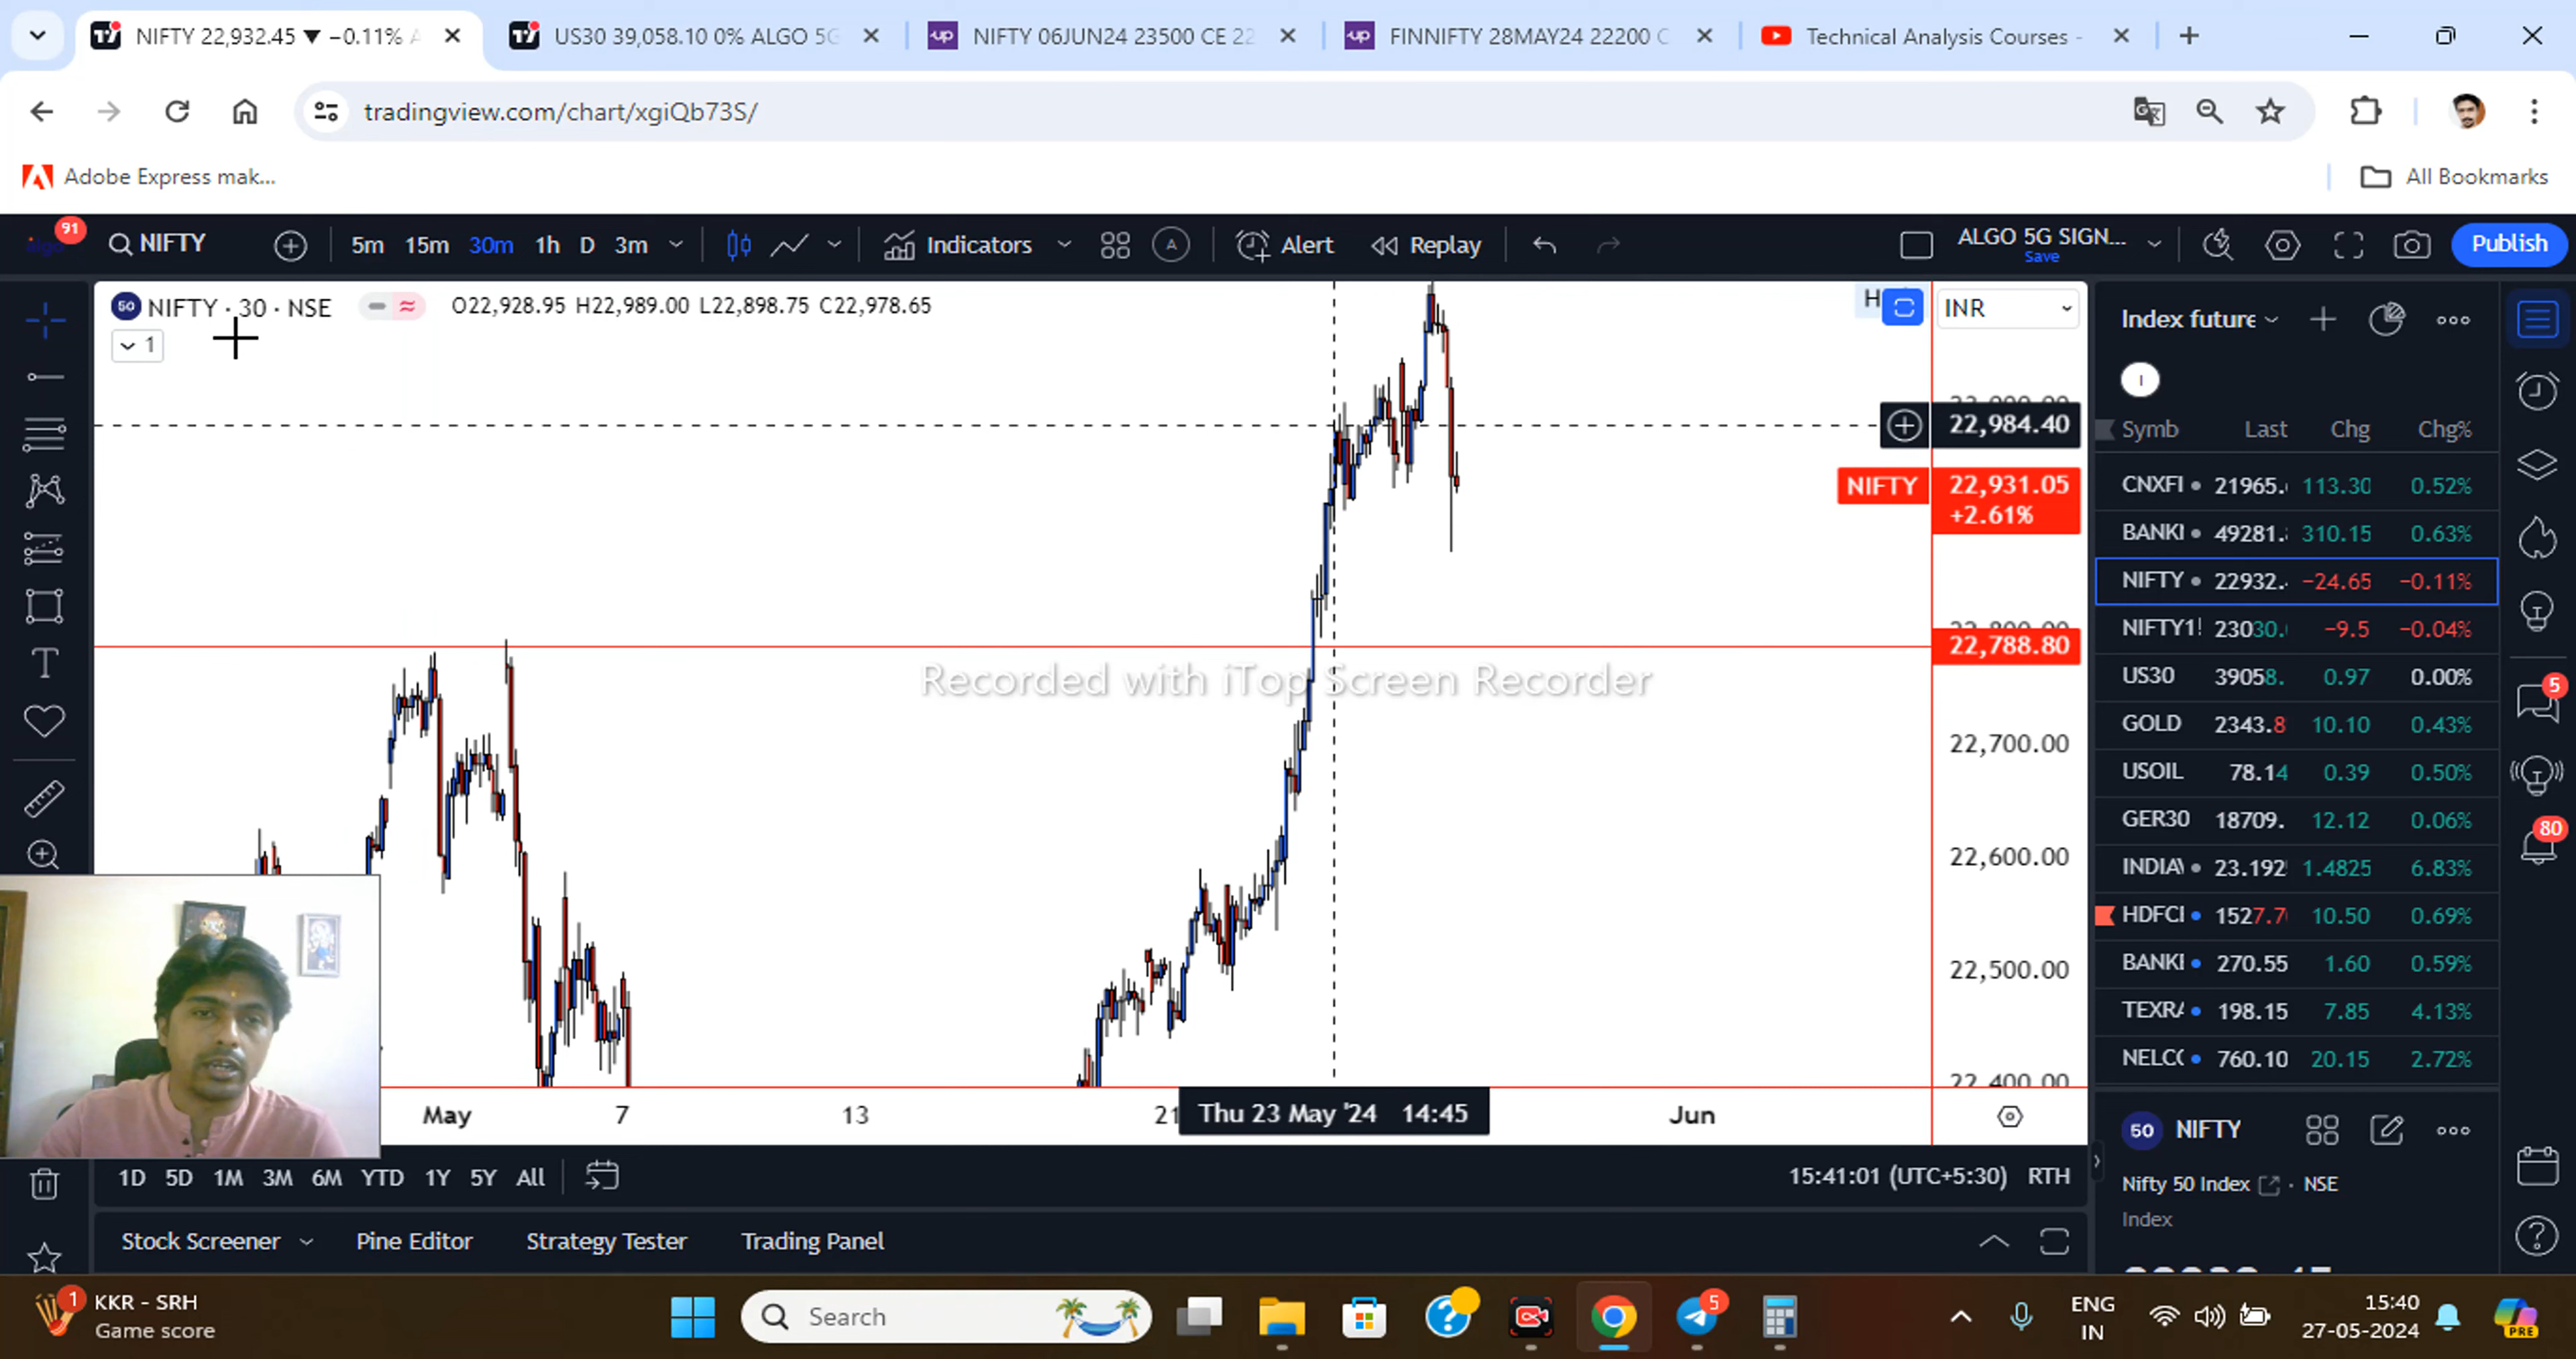 NIFTY 22,932.45 ▼ −0.11%
US30 39,058.10 0% ALGO 5G
NIFTY 06JUN24 23500 CE 22
FINNIFTY 28MAY24 22200 C
Technical Analysis Courses -
tradingview.com/chart/xgiQb73S/
Adobe Express mak...
All Bookmarks
91
NIFTY
5m 15m 30m 1h D 3m
Indicators
A
Alert
Replay
ALGO 5G SIGN...
Save
Publish
50 NIFTY · 30 · NSE
O22,928.95 H22,989.00 L22,898.75 C22,978.65
1
INR
22,984.40
NIFTY 22,931.05
+2.61%
22,788.80
22,700.00
22,600.00
22,500.00
22,400.00
Recorded with iTop Screen Recorder
May 7 13 21 Thu 23 May '24 14:45 Jun
1D 5D 1M 3M 6M YTD 1Y 5Y All
15:41:01 (UTC+5:30) RTH
Stock Screener Pine Editor Strategy Tester Trading Panel
Index future
I
Symb Last Chg Chg%
CNXFI 21965. 113.30 0.52%
BANKI 49281. 310.15 0.63%
NIFTY 22932. −24.65 −0.11%
NIFTY1! 23030. −9.5 −0.04%
US30 39058. 0.97 0.00%
GOLD 2343.8 10.10 0.43%
USOIL 78.14 0.39 0.50%
GER30 18709. 12.12 0.06%
INDIAV 23.192 1.4825 6.83%
HDFCI 1527.7 10.50 0.69%
BANKI 270.55 1.60 0.59%
TEXRA 198.15 7.85 4.13%
NELCO 760.10 20.15 2.72%
50 NIFTY
Nifty 50 Index · NSE
Index
5
80
1
KKR - SRH
Game score
Search
5
ENG
IN
15:40
27-05-2024
PRE